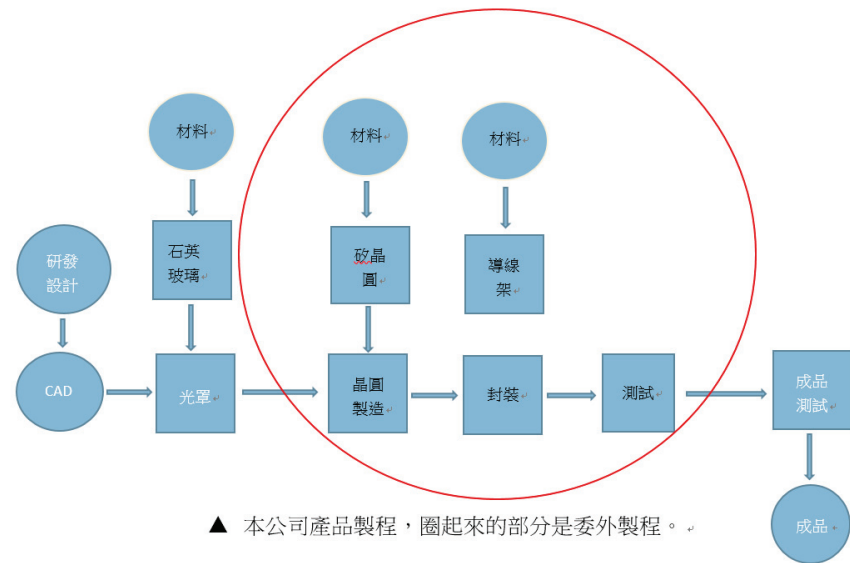 材料
材料
材料
研發
設計
石英
玻璃
矽晶
圓
導線
架
CAD
光罩
晶圓
製造
封裝
測試
成品
測試
▲ 本公司產品製程，圈起來的部分是委外製程。
成品